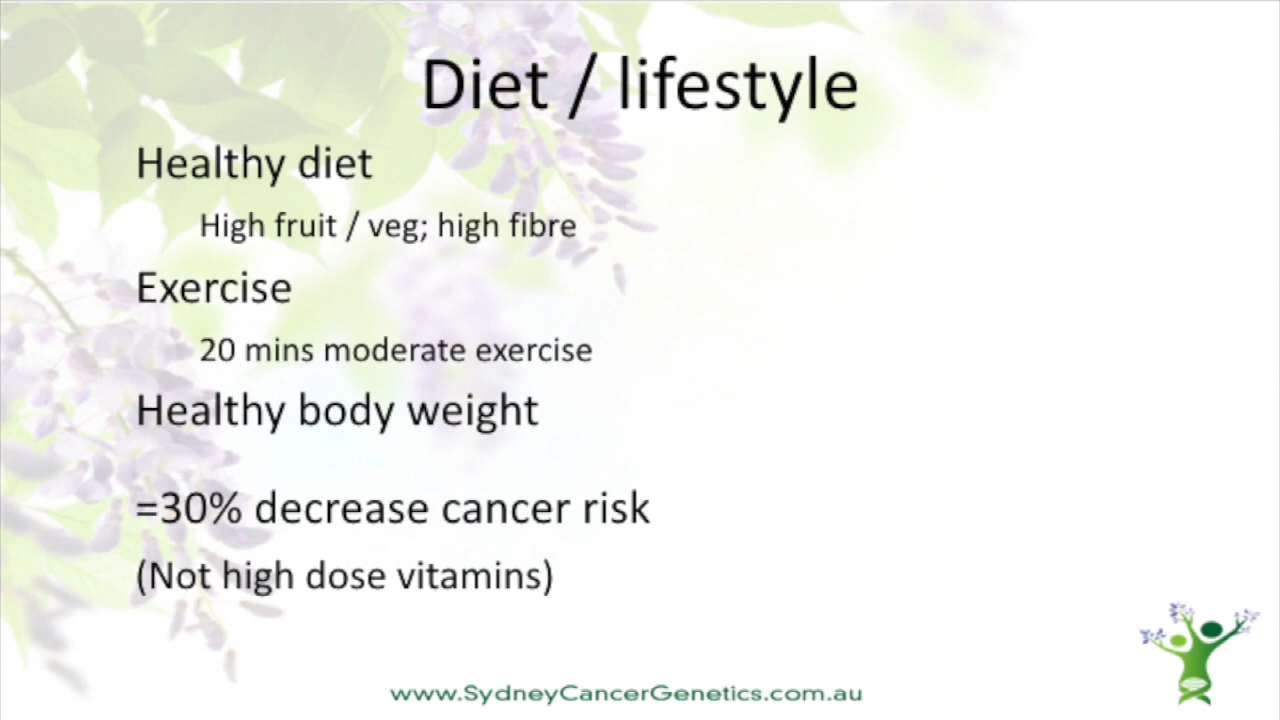 Diet / lifestyle
Healthy diet
High fruit / veg; high fibre
Exercise
20 mins moderate exercise
Healthy body weight
=30% decrease cancer risk
(Not high dose vitamins)
www.SydneyCancerGenetics.com.au